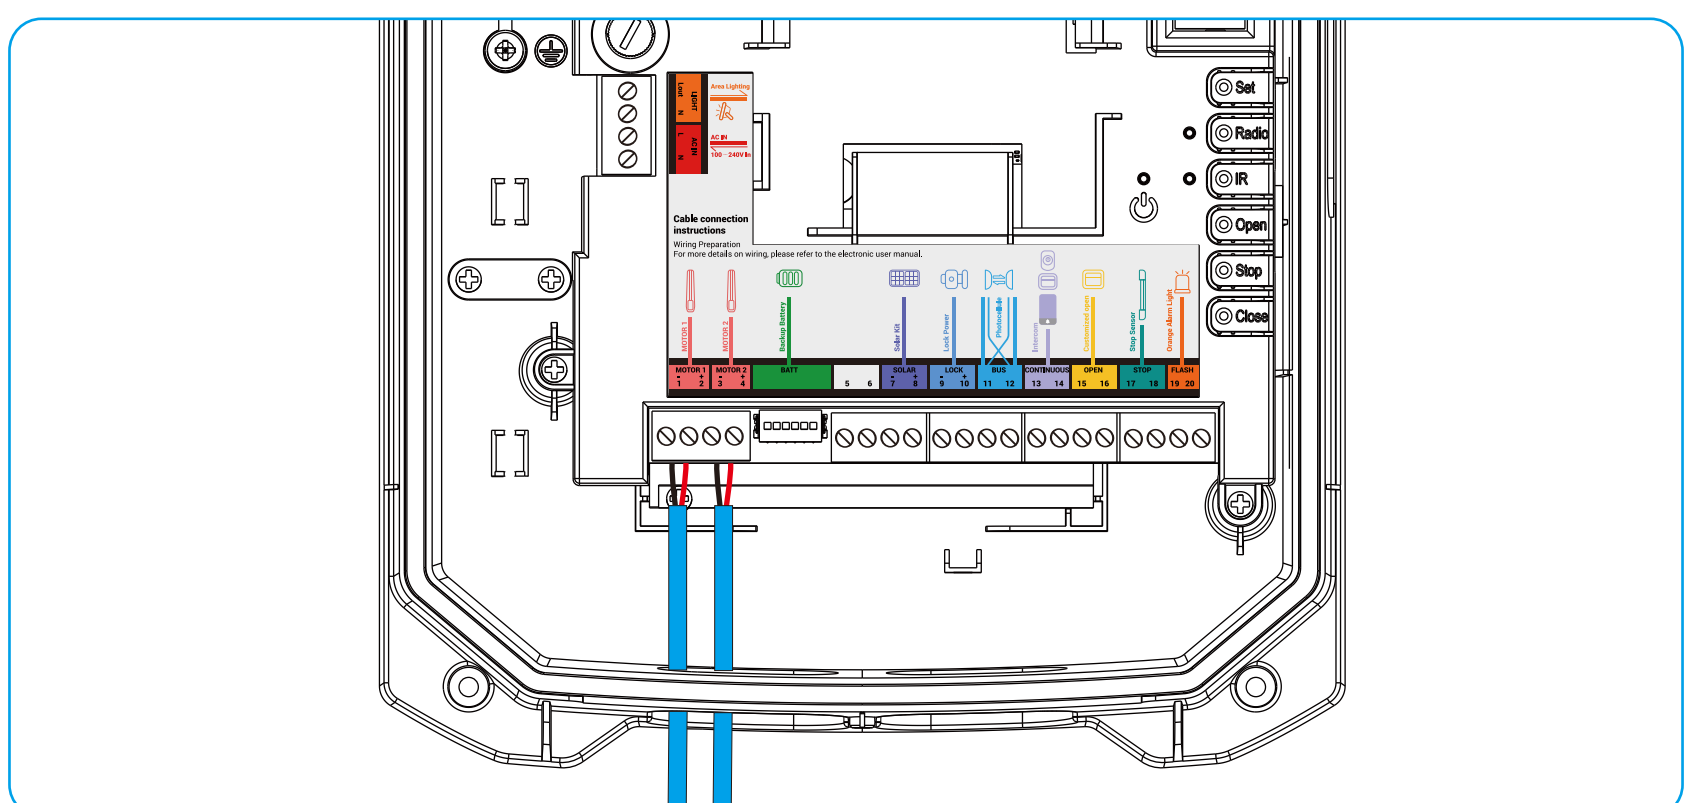 Set
Radio
IR
Open
Stop
Close
LIGHT
Lout N
AC IN
L N
Area Lighting
AC IN
100～240V In
Cable connection
instructions
Wiring Preparation
For more details on wiring, please refer to the electronic user manual.
MOTOR 1
MOTOR 2
Backup Battery
Solar Kit
Lock Power
Photocell
Intercom
Customized open
Stop Sensor
Orange Alarm Light
MOTOR 1 MOTOR 2 BATT SOLAR LOCK BUS CONTINUOUS OPEN STOP FLASH
- + - + - + - +
1 2 3 4 5 6 7 8 9 10 11 12 13 14 15 16 17 18 19 20